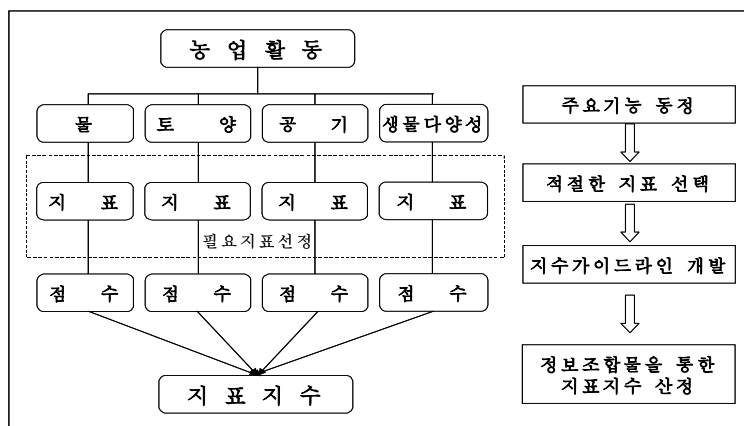 농 업 활 동
물
토 양
공 기
생물다양성
지 표
지 표
지 표
지 표
필요지표선정
점 수
점 수
점 수
점 수
지 표 지 수
주요기능 동정
적절한 지표 선택
지수가이드라인 개발
정보조합물을 통한
지표지수 산정